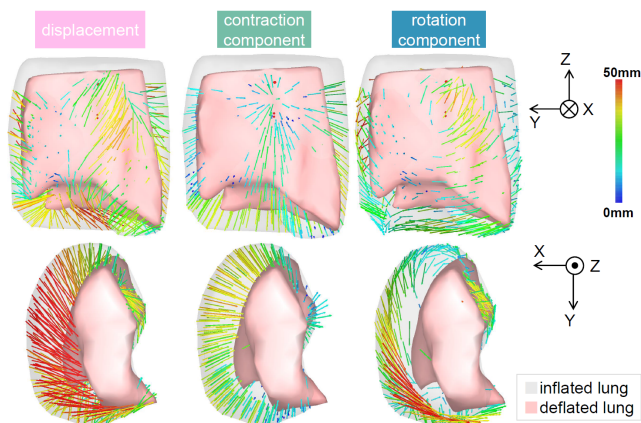 displacement
contraction
component
rotation
component
Z
Y
X
50mm
0mm
X
Z
Y
inflated lung
deflated lung